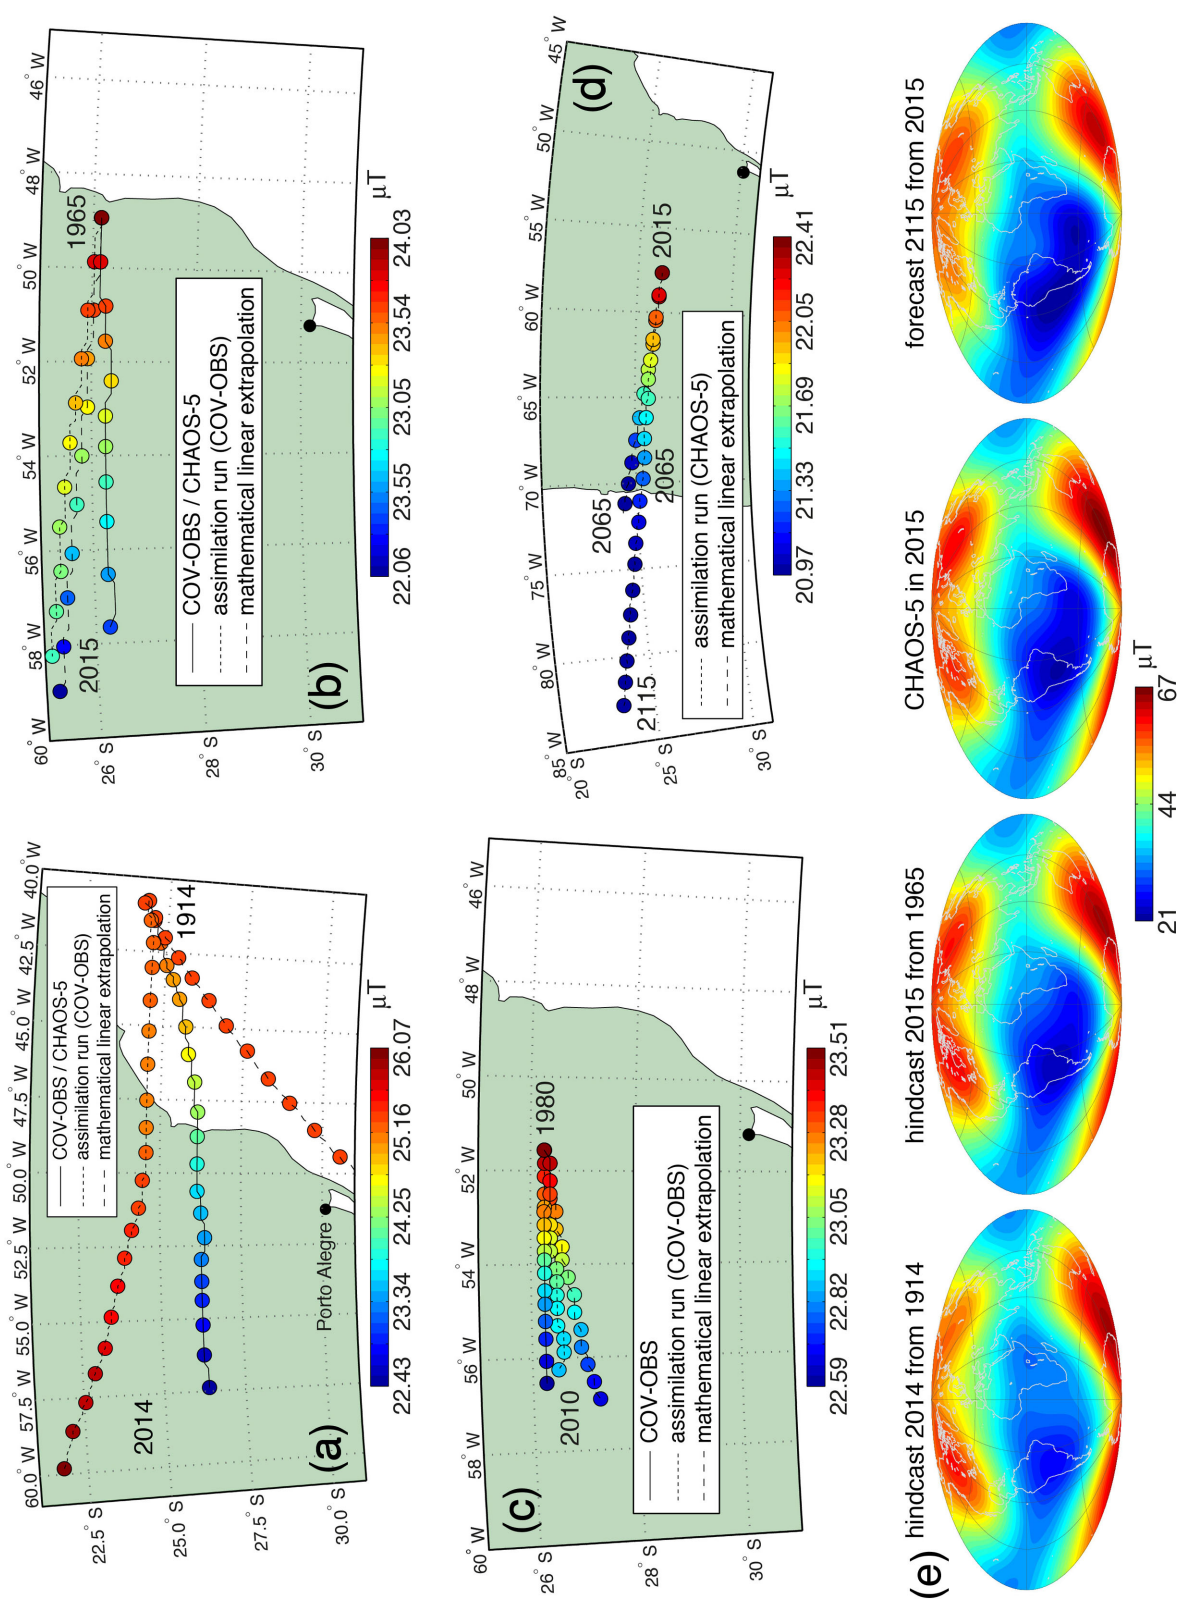 (a)
60.0° W
57.5° W
55.0° W
52.5° W
50.0° W
47.5° W
45.0° W
42.5° W
40.0° W
22.5° S
25.0° S
27.5° S
30.0° S
COV-OBS / CHAOS-5
assimilation run (COV-OBS)
mathematical linear extrapolation
2014
1914
Porto Alegre
22.43
23.34
24.25
25.16
26.07
μT
(b)
60° W
58° W
56° W
54° W
52° W
50° W
48° W
46° W
26° S
28° S
30° S
1965
2015
COV-OBS / CHAOS-5
assimilation run (COV-OBS)
mathematical linear extrapolation
22.06
23.55
23.05
23.54
24.03
μT
(c)
60° W
58° W
56° W
54° W
52° W
50° W
48° W
46° W
26° S
28° S
30° S
1980
2010
COV-OBS
assimilation run (COV-OBS)
mathematical linear extrapolation
22.59
22.82
23.05
23.28
23.51
μT
(d)
85° W
80° W
75° W
70° W
65° W
60° W
55° W
50° W
45° W
20° S
25° S
30° S
2115
2065
2065
2015
assimilation run (CHAOS-5)
mathematical linear extrapolation
20.97
21.33
21.69
22.05
22.41
μT
(e)
hindcast 2014 from 1914
hindcast 2015 from 1965
CHAOS-5 in 2015
forecast 2115 from 2015
21
44
67
μT